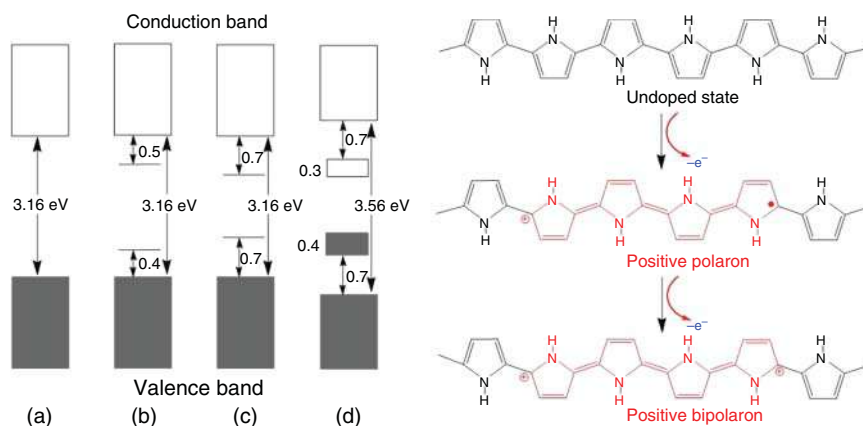 Conduction band
3.16 eV
0.5
3.16 eV
0.4
0.7
3.16 eV
0.7
0.7
0.3
3.56 eV
0.4
0.7
Valence band
(a)
(b)
(c)
(d)
H
N
H
N
H
N
N
H
N
H
N
H
Undoped state
–e⁻
H
N
H
N
N
H
N
H
N
H
N
H
⊕
•
Positive polaron
–e⁻
H
N
H
N
N
H
N
H
N
H
N
H
⊕
⊕
Positive bipolaron